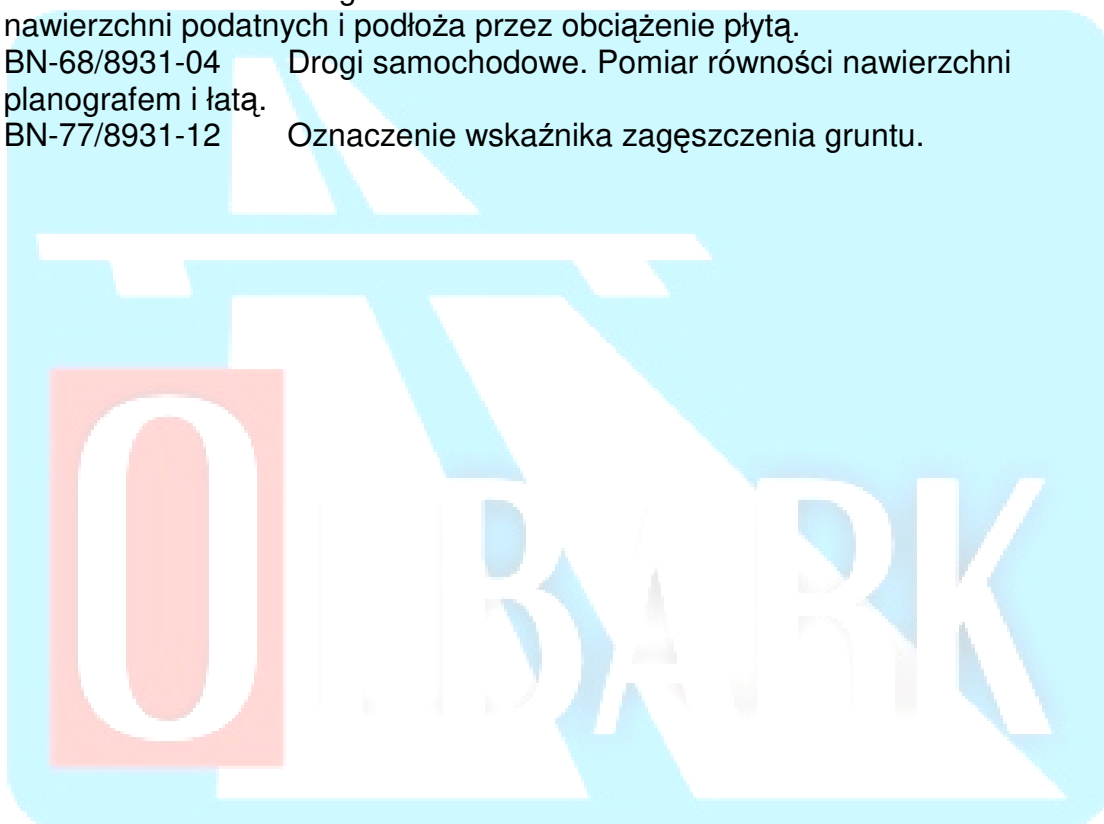 nawierzchni podatnych i podłoża przez obciążenie płytą.
BN-68/8931-04 Drogi samochodowe. Pomiar równości nawierzchni
planografem i łatą.
BN-77/8931-12 Oznaczenie wskaźnika zagęszczenia gruntu.